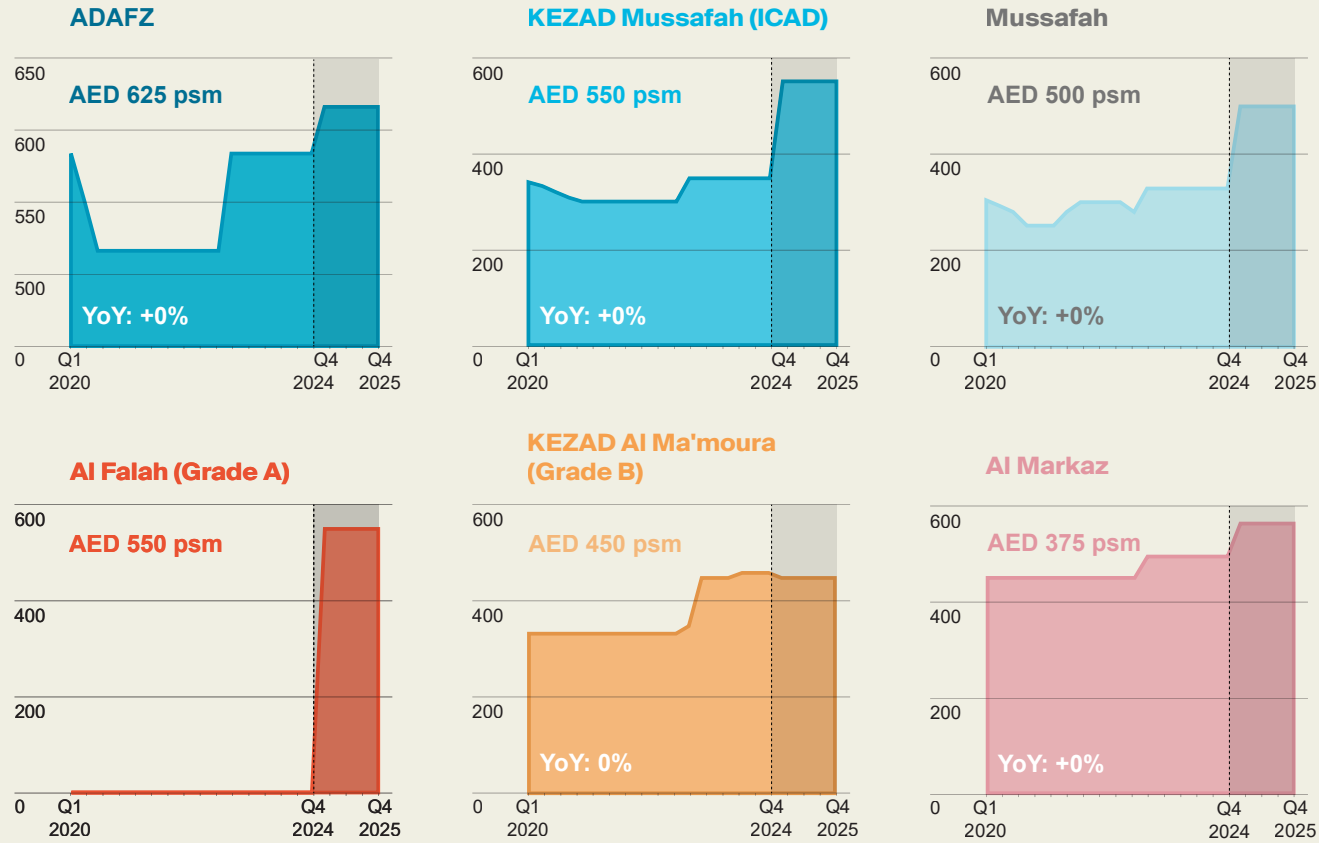 ADAFZ
650
AED 625 psm
600
550
500
YoY: +0%
0
Q1
2020
Q4
2024
Q4
2025
KEZAD Mussafah (ICAD)
600
AED 550 psm
400
200
YoY: +0%
0
Q1
2020
Q4
2024
Q4
2025
Mussafah
600
AED 500 psm
400
200
YoY: +0%
0
Q1
2020
Q4
2024
Q4
2025
Al Falah (Grade A)
600
AED 550 psm
400
200
0
Q1
2020
Q4
2024
Q4
2025
KEZAD Al Ma'moura
(Grade B)
600
AED 450 psm
400
200
YoY: 0%
0
Q1
2020
Q4
2024
Q4
2025
Al Markaz
600
AED 375 psm
400
200
YoY: +0%
0
Q1
2020
Q4
2024
Q4
2025